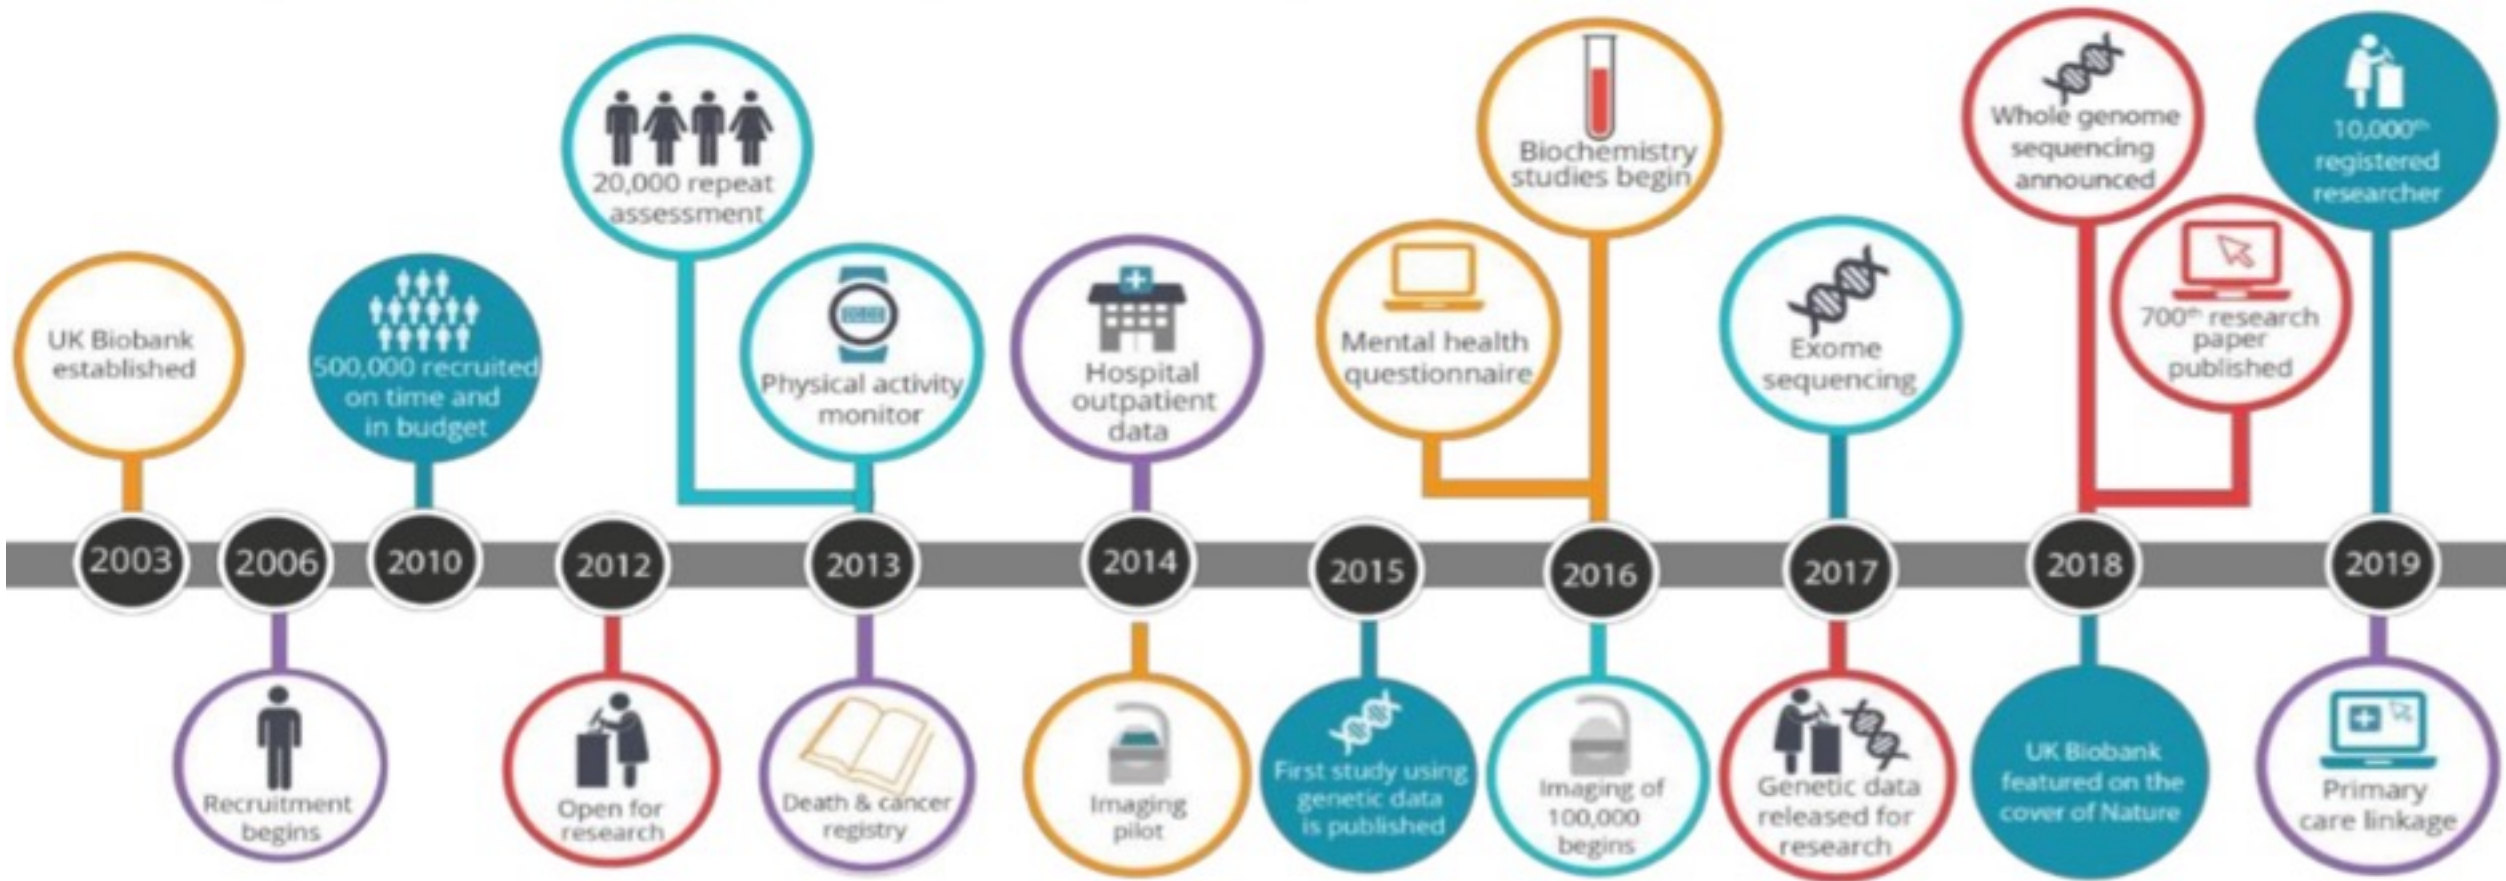 20,000 repeat
assessment
Biochemistry
studies begin
Whole genome
sequencing
announced
10,000th
registered
researcher
UK Biobank
established
500,000 recruited
on time and
in budget
Physical activity
monitor
Hospital
outpatient
data
Mental health
questionnaire
Exome
sequencing
700th research
paper
published
2003
2006
2010
2012
2013
2014
2015
2016
2017
2018
2019
Recruitment
begins
Open for
research
Death & cancer
registry
Imaging
pilot
First study using
genetic data
is published
Imaging of
100,000
begins
Genetic data
released for
research
UK Biobank
featured on the
cover of Nature
Primary
care linkage